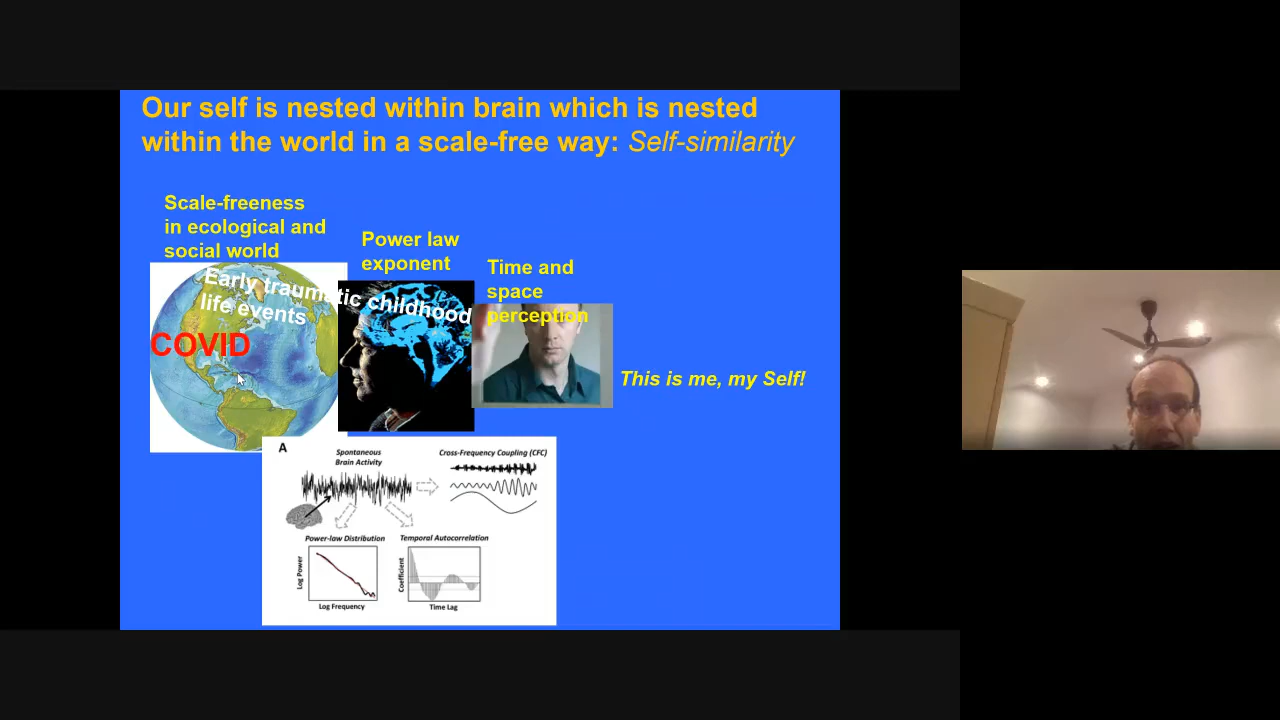 Our self is nested within brain which is nested
within the world in a scale-free way: Self-similarity
Scale-freeness
in ecological and
social world
Power law
exponent
Time and
space
perception
Early traumatic childhood
life events
COVID
This is me, my Self!
A
Spontaneous
Brain Activity
Cross-Frequency Coupling (CFC)
Power-law Distribution
Temporal Autocorrelation
Log Power
Log Frequency
Coefficient
Time Lag